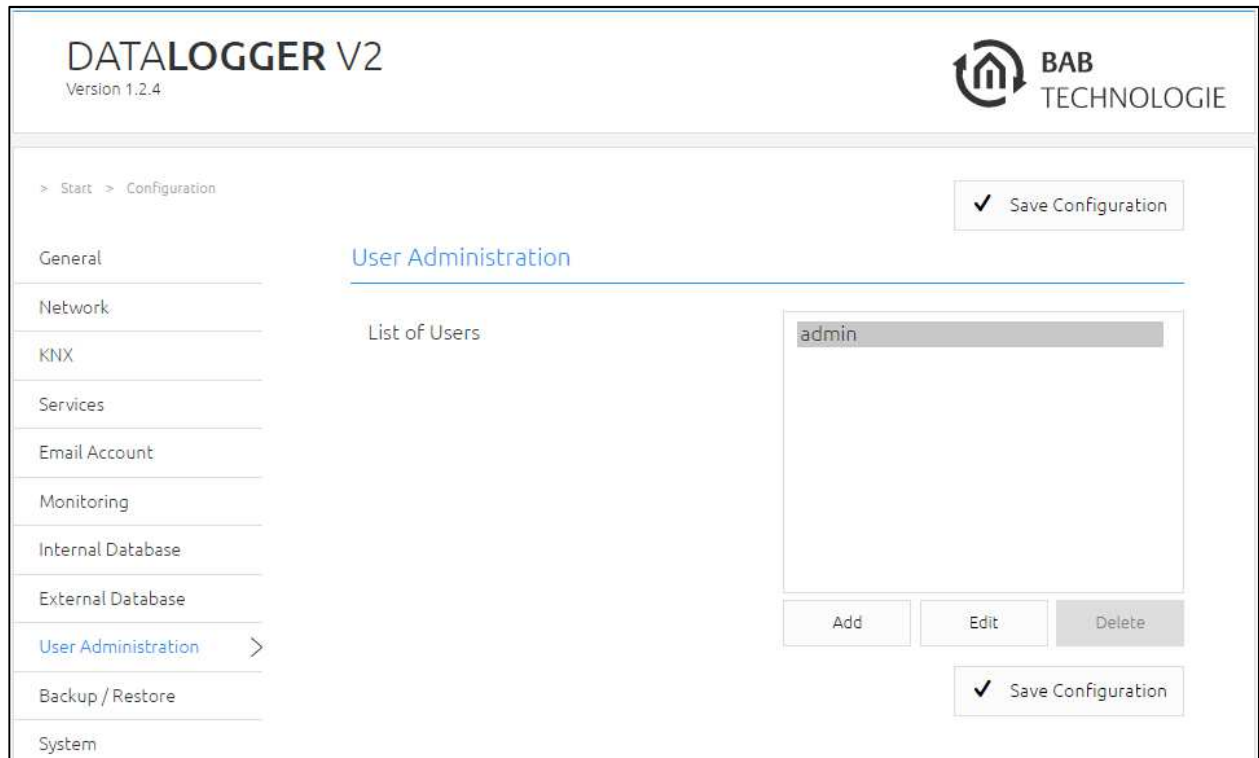 DATALOGGER V2
Version 1.2.4
BAB
TECHNOLOGIE
> Start > Configuration
Save Configuration
General
Network
KNX
Services
Email Account
Monitoring
Internal Database
External Database
User Administration
Backup / Restore
System
User Administration
List of Users
admin
Add
Edit
Delete
Save Configuration